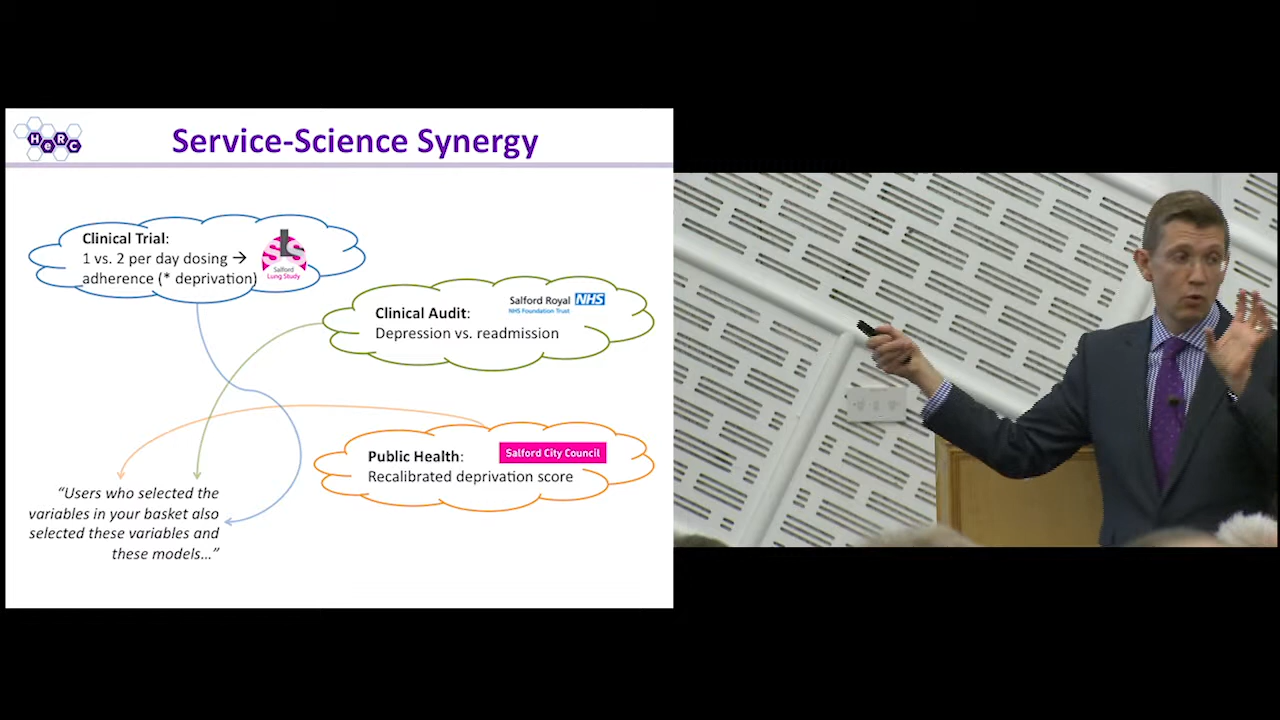 HeRC
Service-Science Synergy
Clinical Trial:
1 vs. 2 per day dosing →
adherence (* deprivation)
SLS
Salford
Lung Study
Clinical Audit:
Depression vs. readmission
Salford Royal NHS
NHS Foundation Trust
Public Health:
Recalibrated deprivation score
Salford City Council
“Users who selected the
variables in your basket also
selected these variables and
these models...”